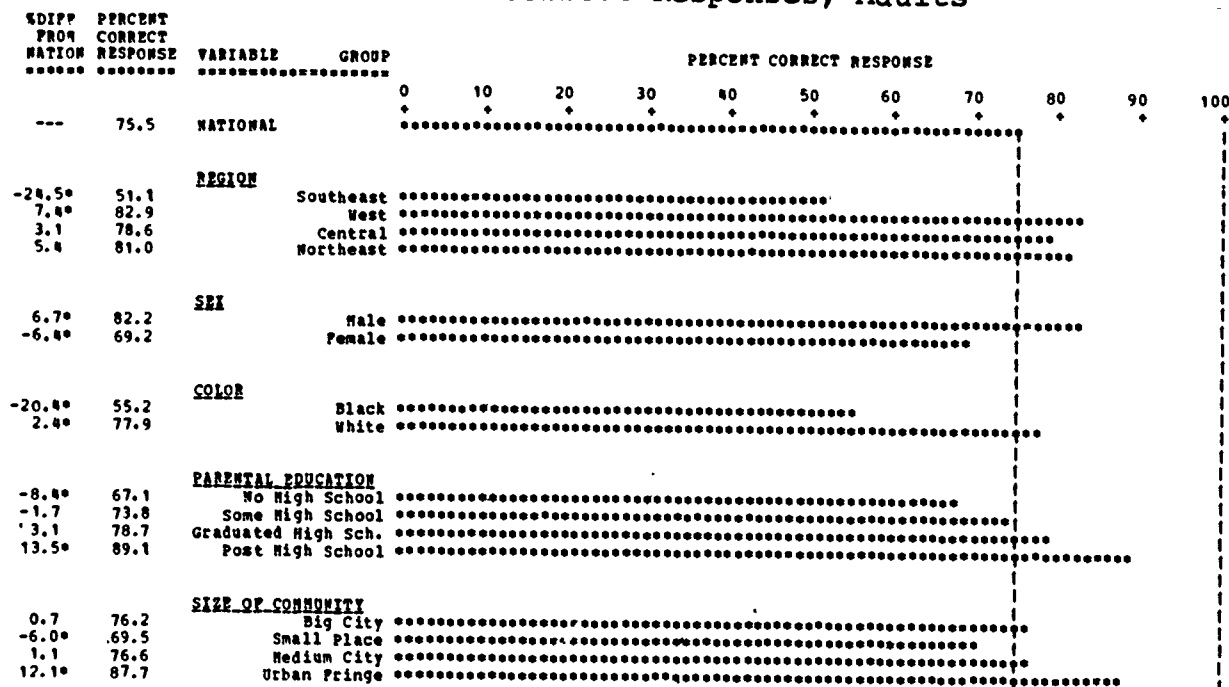 Responses, Adults
%DIFF PERCENT
FROM CORRECT
NATION RESPONSE VARIABLE GROUP PERCENT CORRECT RESPONSE
0 10 20 30 40 50 60 70 80 90 100
--- 75.5 NATIONAL
REGION
-24.5* 51.1 Southeast
7.4* 82.9 West
3.1 78.6 Central
5.4 81.0 Northeast
SEX
6.7* 82.2 Male
-6.4* 69.2 Female
COLOR
-20.4* 55.2 Black
2.4* 77.9 White
PARENTAL EDUCATION
-8.4* 67.1 No High School
-1.7 73.8 Some High School
3.1 78.7 Graduated High Sch.
13.5* 89.1 Post High School
SIZE OF COMMUNITY
0.7 76.2 Big City
-6.0* 69.5 Small Place
1.1 76.6 Medium City
12.1* 87.7 Urban Fringe